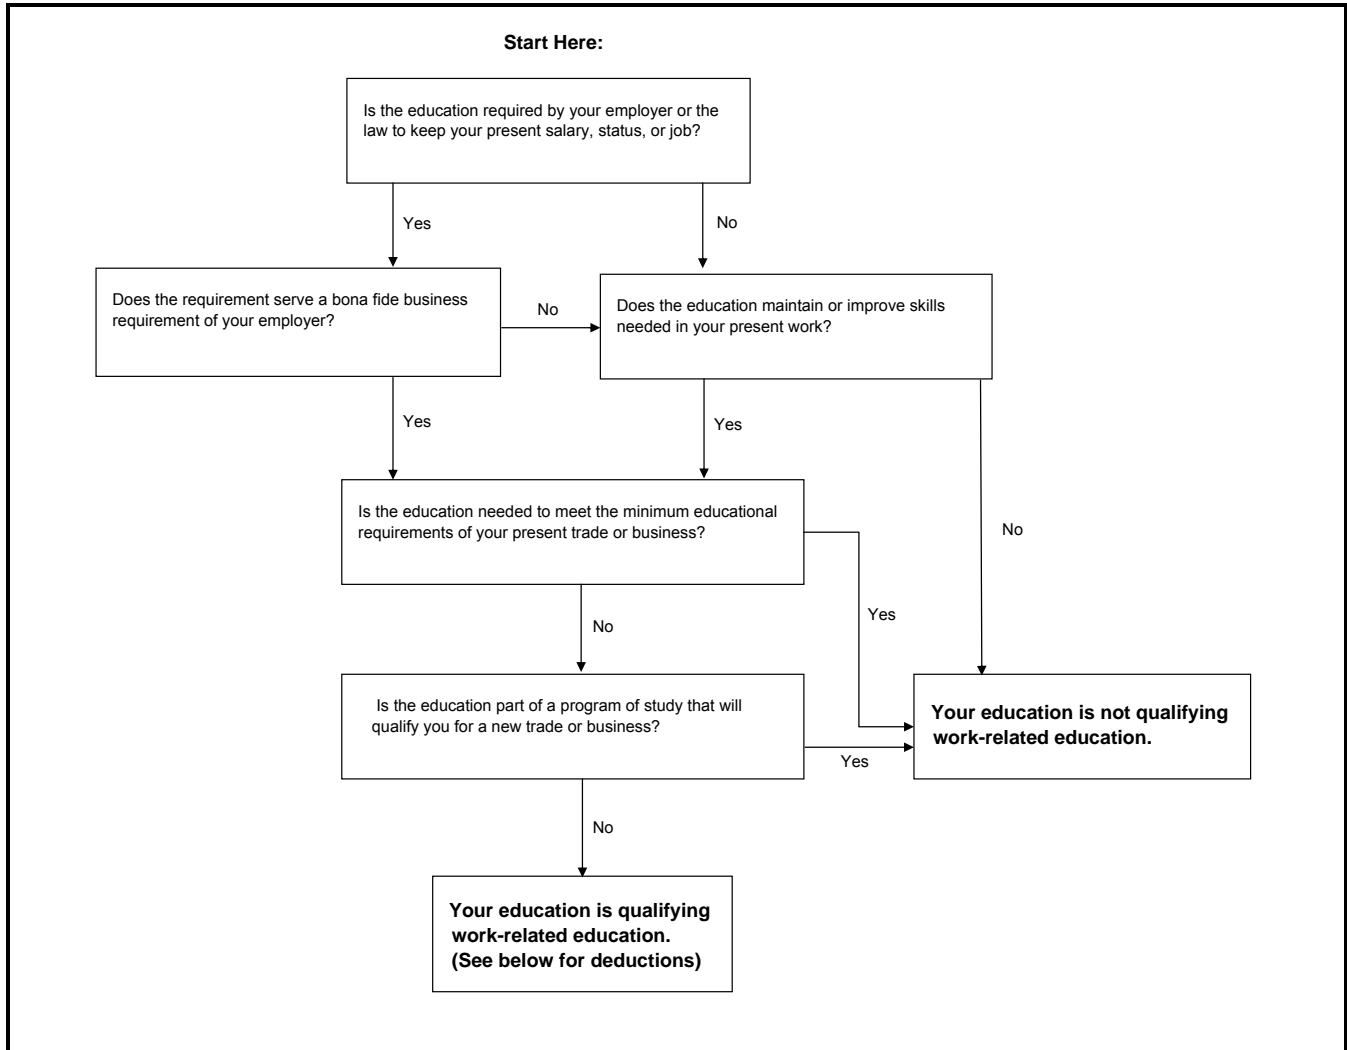 Start Here:
Is the education required by your employer or the
law to keep your present salary, status, or job?
Yes
No
Does the requirement serve a bona fide business
requirement of your employer?
No
Does the education maintain or improve skills
needed in your present work?
Yes
Yes
No
Is the education needed to meet the minimum educational
requirements of your present trade or business?
Yes
No
Is the education part of a program of study that will
qualify you for a new trade or business?
Yes
Your education is not qualifying
work-related education.
No
Your education is qualifying
work-related education.
(See below for deductions)